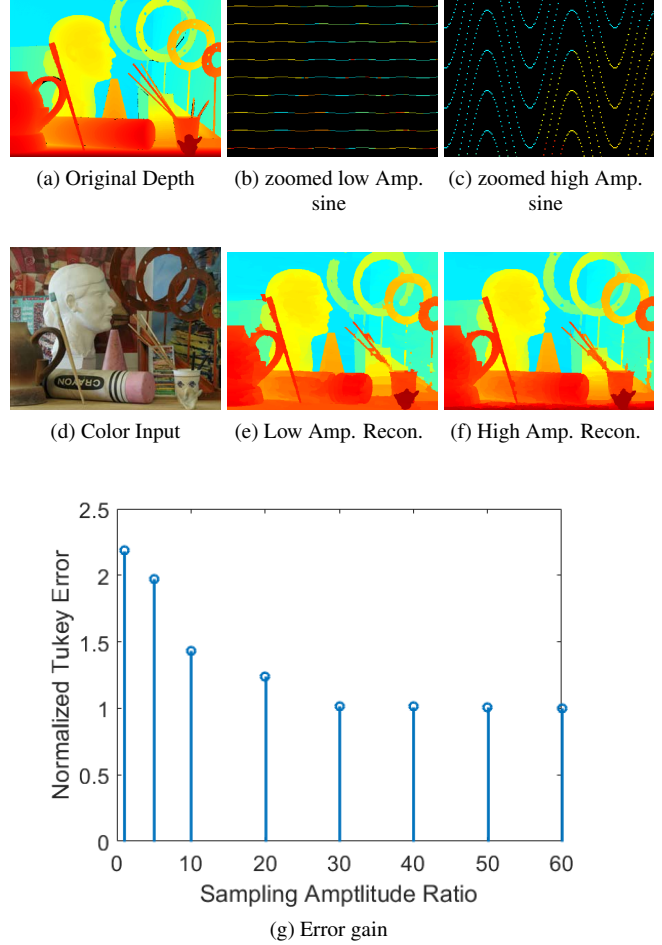 (a) Original Depth
(b) zoomed low Amp.
sine
(c) zoomed high Amp.
sine
CRAYON
(d) Color Input
(e) Low Amp. Recon.
(f) High Amp. Recon.
2.5
2
1.5
1
0.5
0
Normalized Tukey Error
0 10 20 30 40 50 60
Sampling Amptlitude Ratio
(g) Error gain